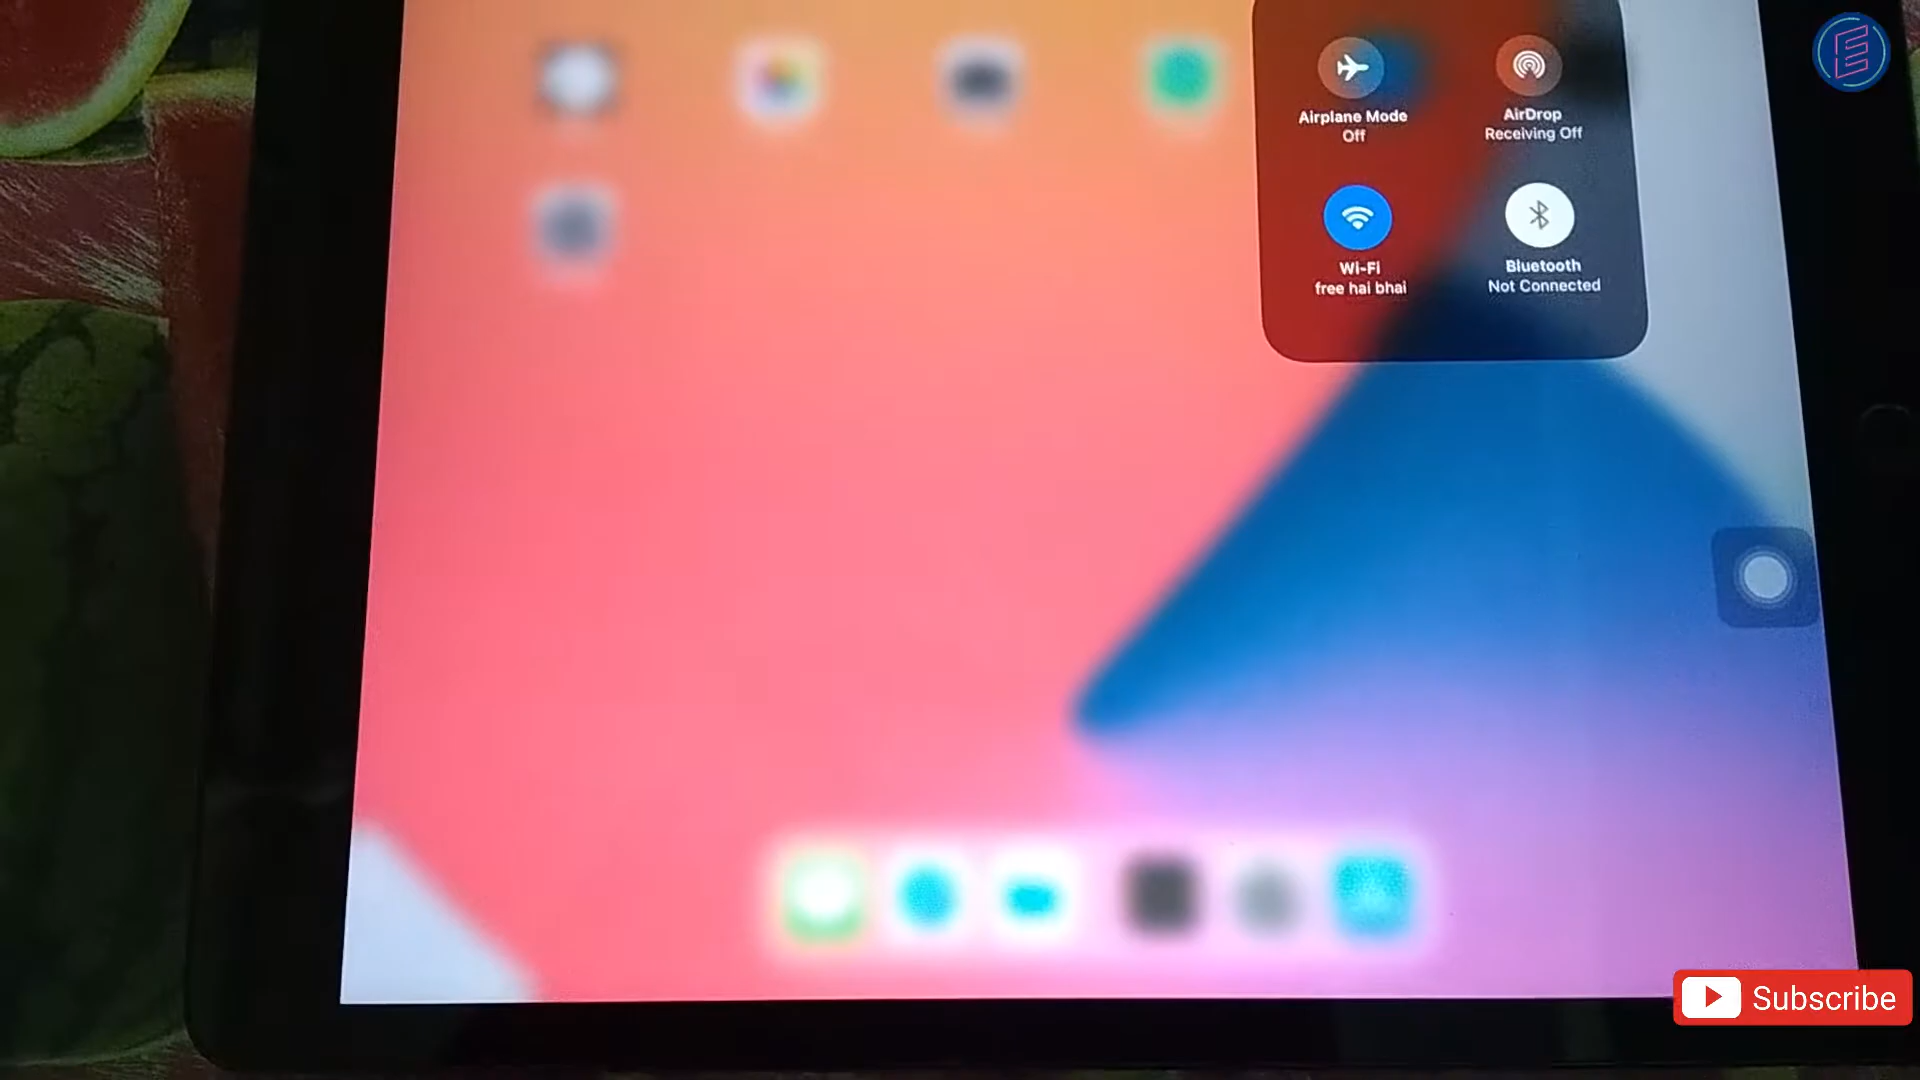 Airplane Mode
Off
AirDrop
Receiving Off
Wi-Fi
free hai bhai
Bluetooth
Not Connected
Subscribe